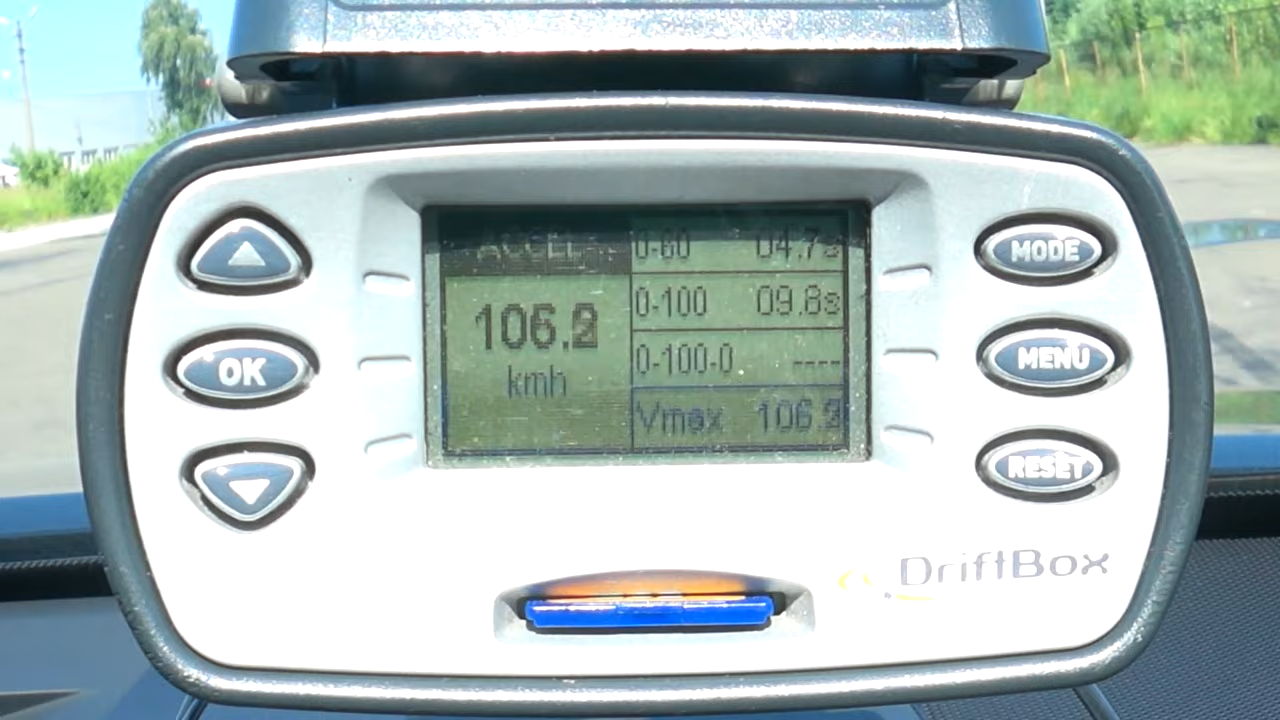 ACCEL
106.2
kmh
0-60 04.7s
0-100 09.8s
0-100-0 ----
Vmax 106.2
OK
MODE
MENU
RESET
DriftBox